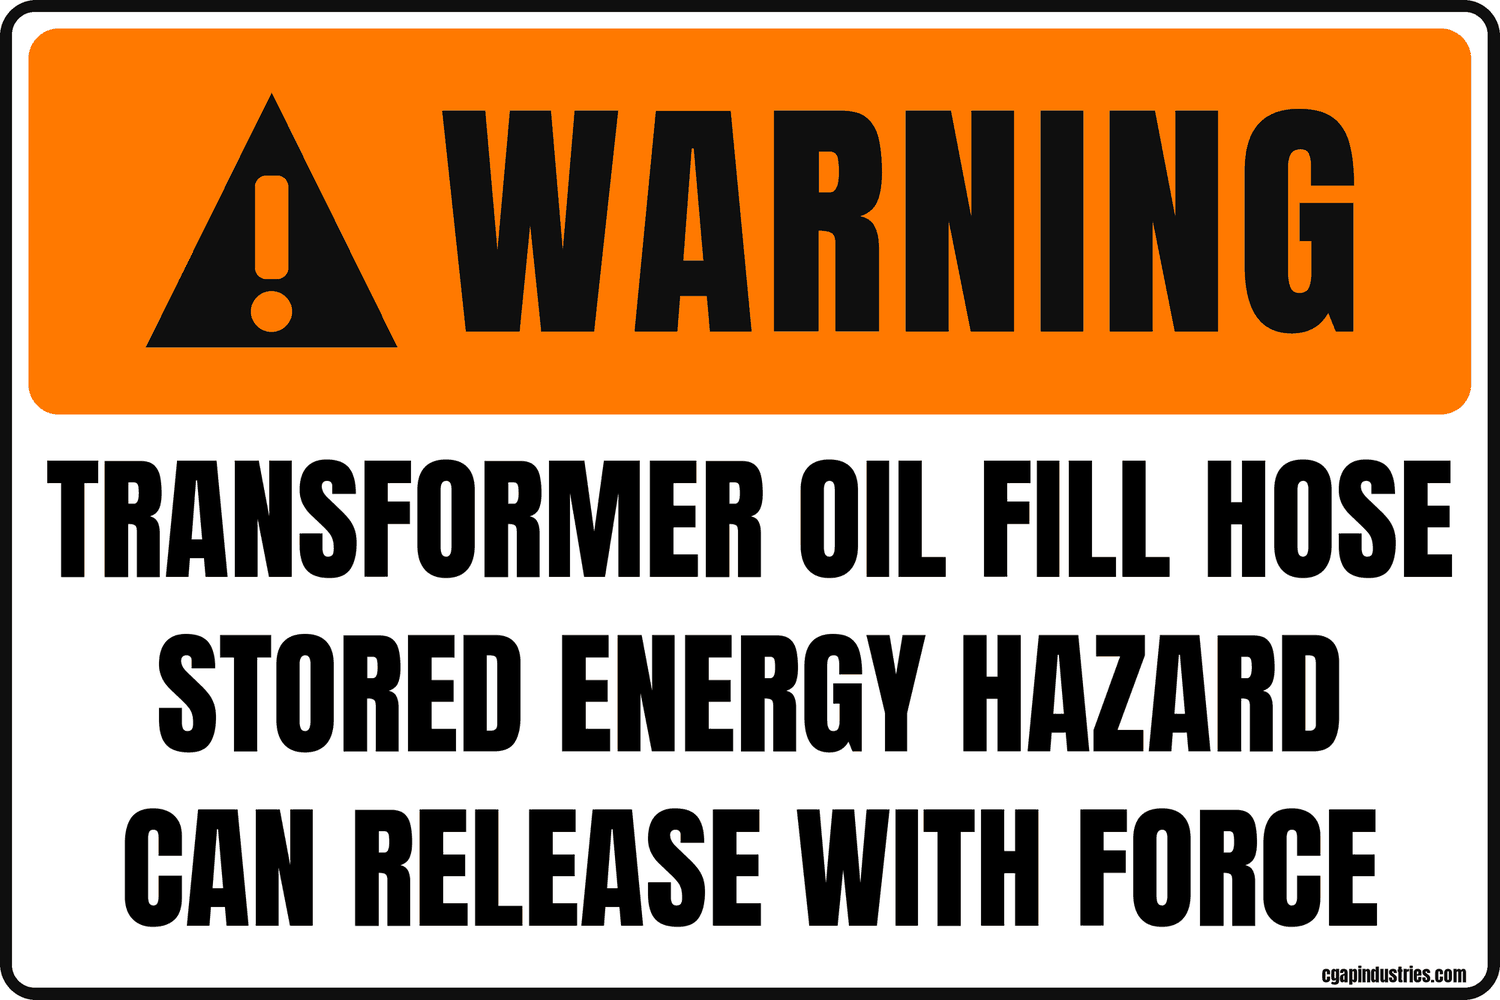 WARNING
TRANSFORMER OIL FILL HOSE
STORED ENERGY HAZARD
CAN RELEASE WITH FORCE
cgapindustries.com